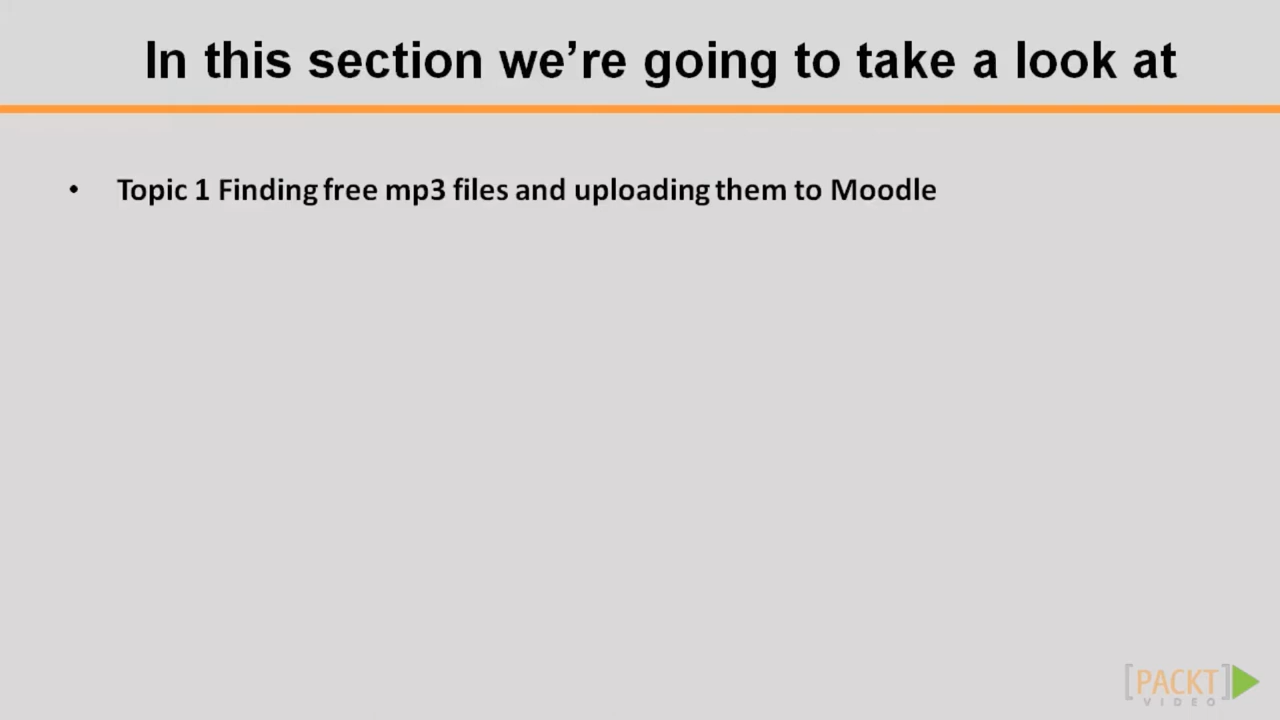 In this section we’re going to take a look at
• Topic 1 Finding free mp3 files and uploading them to Moodle
[PACKT]
VIDEO